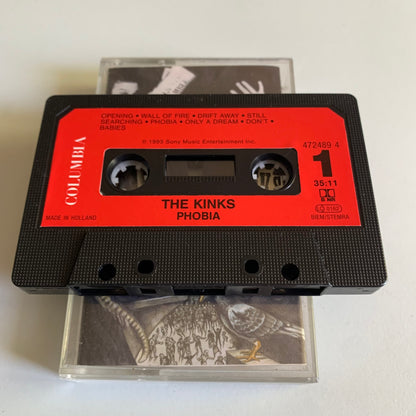 OPENING • WALL OF FIRE • DRIFT AWAY • STILL
SEARCHING • PHOBIA • ONLY A DREAM • DON'T •
BABIES
℗ 1993 Sony Music Entertainment Inc.
472489 4
COLUMBIA
1
35:11
THE KINKS
PHOBIA
MADE IN HOLLAND
BIEM/STEMRA